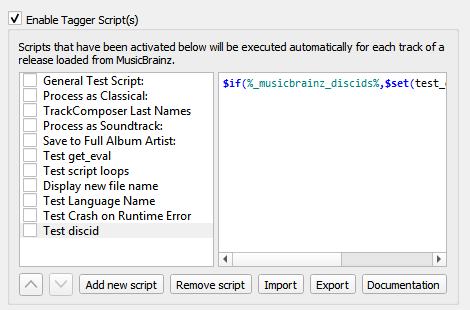 Enable Tagger Script(s)
Scripts that have been activated below will be executed automatically for each track of a
release loaded from MusicBrainz.
General Test Script:
Process as Classical:
TrackComposer Last Names
Process as Soundtrack:
Save to Full Album Artist:
Test get_eval
Test script loops
Display new file name
Test Language Name
Test Crash on Runtime Error
Test discid
$if(%_musicbrainz_discids%,$set(test_
Add new script
Remove script
Import
Export
Documentation